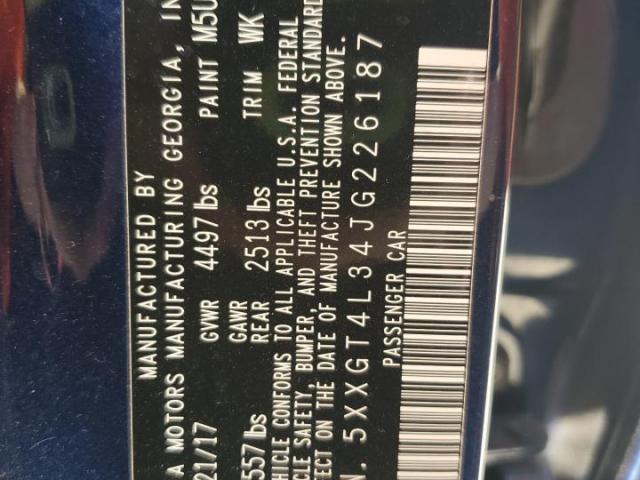 MANUFACTURED BY
A MOTORS MANUFACTURING GEORGIA, IN
21/17 GVWR 4497 lbs PAINT M5U
557 lbs GAWR REAR 2513 lbs TRIM WK
HICLE CONFORMS TO ALL APPLICABLE U.S.A. FEDERAL
CLE SAFETY, BUMPER, AND THEFT PREVENTION STANDARD
FECT ON THE DATE OF MANUFACTURE SHOWN ABOVE.
N. 5XXGT4L34JG226187
PASSENGER CAR